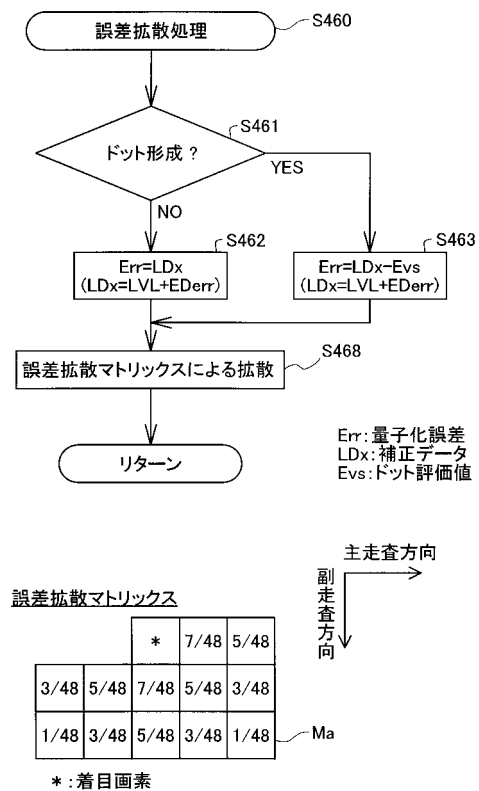 誤差拡散処理
S460
S461
ドット形成？
YES
NO
S462
S463
Err=LDx
(LDx=LVL+EDerr)
Err=LDx-Evs
(LDx=LVL+EDerr)
S468
誤差拡散マトリックスによる拡散
リターン
Err:量子化誤差
LDx:補正データ
Evs:ドット評価値
主走査方向
副走査方向
誤差拡散マトリックス
* 7/48 5/48
3/48 5/48 7/48 5/48 3/48
1/48 3/48 5/48 3/48 1/48
Ma
*:着目画素